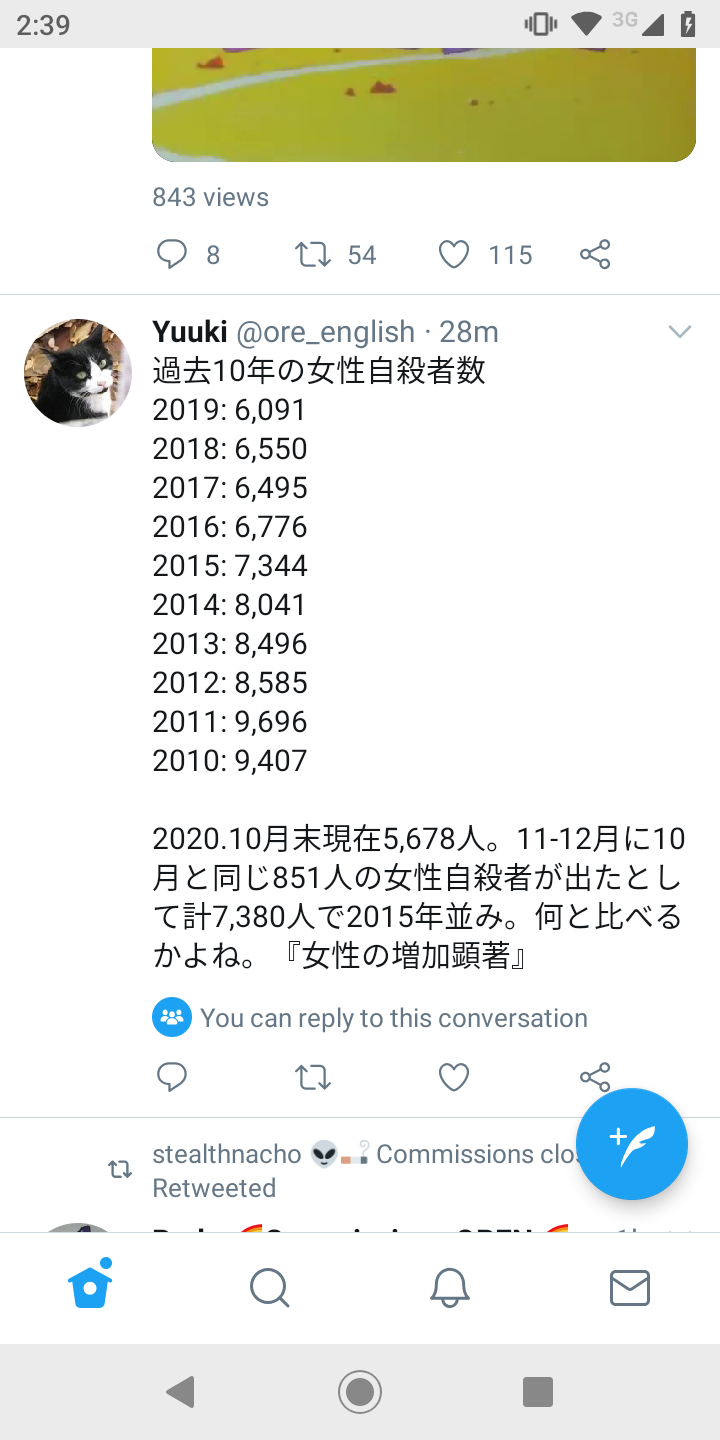 2:39
3G
843 views
8 54 115
Yuuki @ore_english · 28m
過去10年の女性自殺者数
2019: 6,091
2018: 6,550
2017: 6,495
2016: 6,776
2015: 7,344
2014: 8,041
2013: 8,496
2012: 8,585
2011: 9,696
2010: 9,407
2020.10月末現在5,678人。11-12月に10
月と同じ851人の女性自殺者が出たとし
て計7,380人で2015年並み。何と比べる
かよね。『女性の増加顕著』
You can reply to this conversation
stealthnacho 👽🚬 Commissions
Retweeted